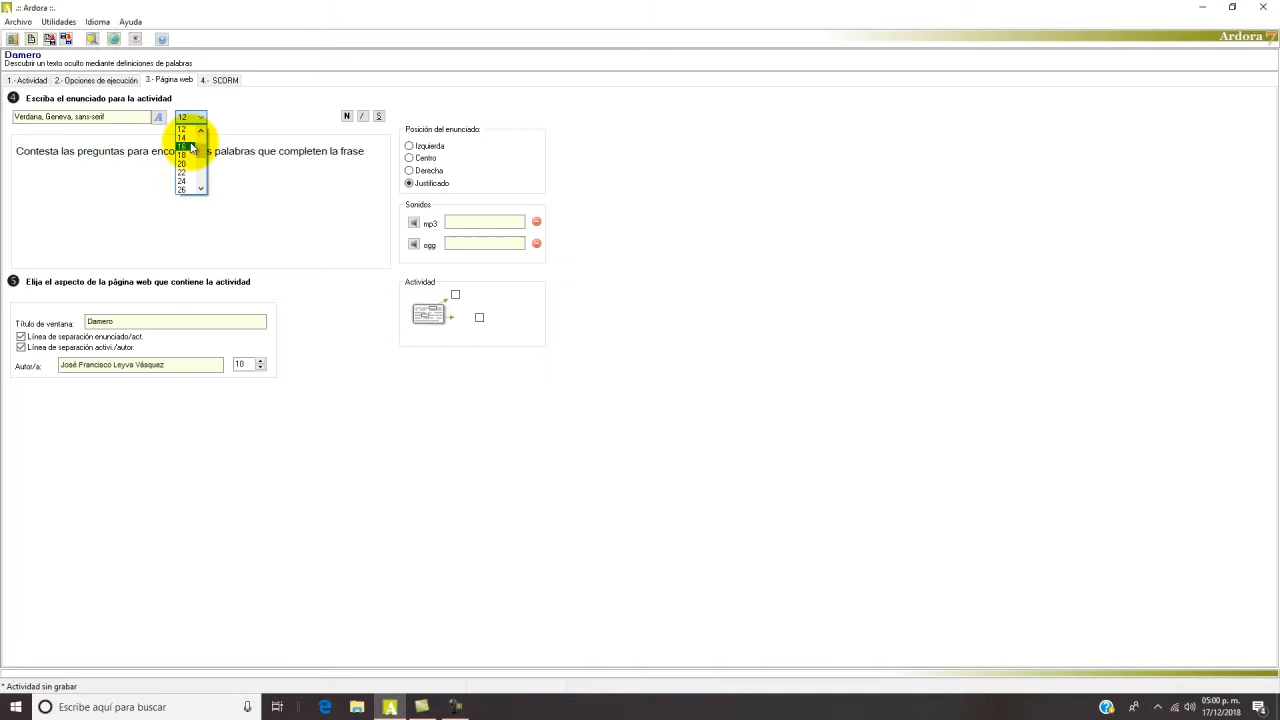 .:: Ardora ::.
Archivo Utilidades Idioma Ayuda
Ardora 7
Damero
Descubrir un texto oculto mediante definiciones de palabras
1.- Actividad 2.- Opciones de ejecución 3.- Página web 4.- SCORM
4 Escriba el enunciado para la actividad
Verdana, Geneva, sans-serif A 12 N / S
12
14
16
18
20
22
24
26
Contesta las preguntas para enco s palabras que completen la frase
Posición del enunciado:
Izquierda
Centro
Derecha
Justificado
Sonidos
mp3
ogg
5 Elija el aspecto de la página web que contiene la actividad
Actividad
Título de ventana: Damero
Línea de separación enunciado/act.
Línea de separación activi./autor.
Autor/a: José Francisco Leyva Vásquez 10
* Actividad sin grabar
Escribe aquí para buscar
05:00 p. m.
17/12/2018
4